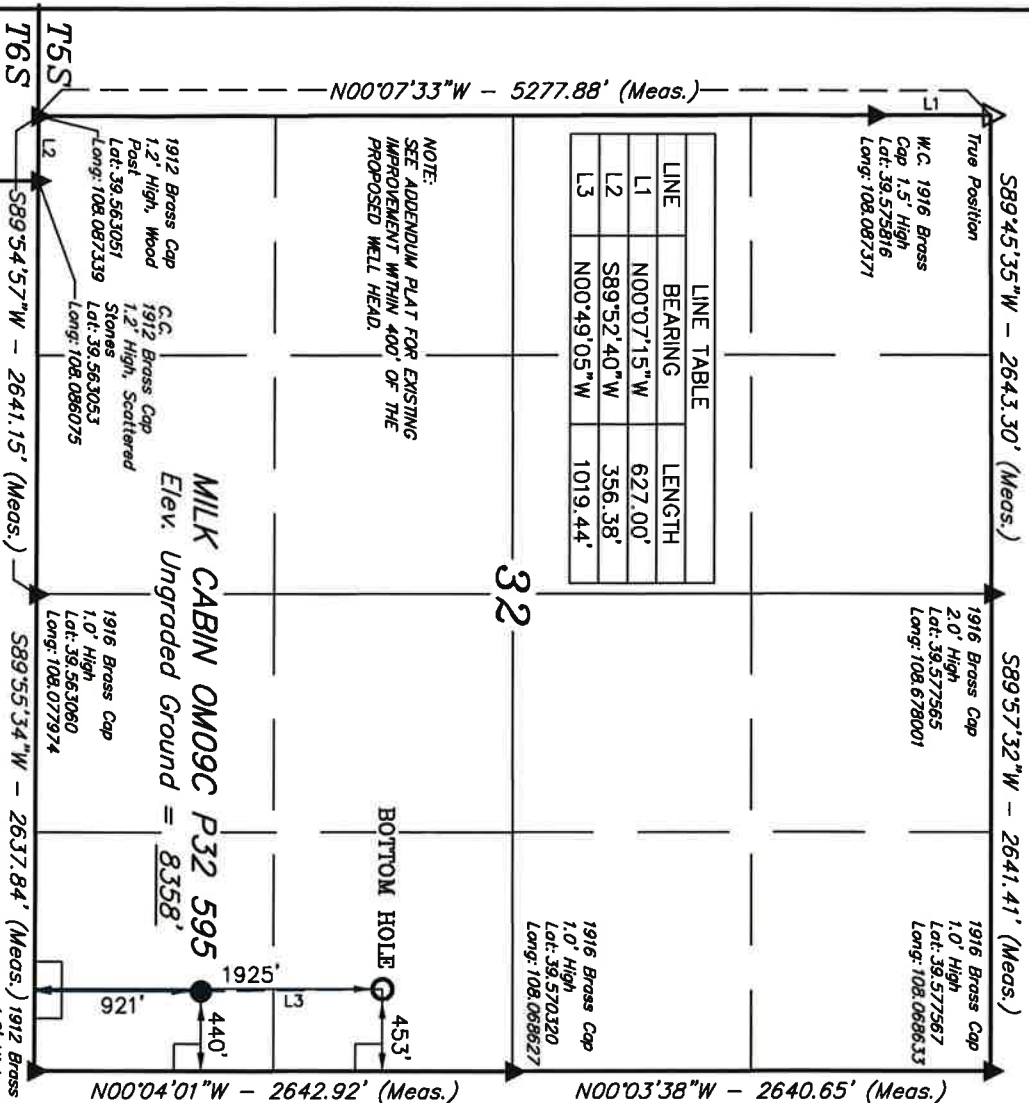 S89°45'35"W - 2643.30' (Meas.)
S89°57'32"W - 2641.41' (Meas.)
True Position
L1
N00°07'33"W - 5277.88' (Meas.)
W.C. 1916 Brass
Cap 1.5' High
Lat: 39.575816
Long: 108.087371
1916 Brass Cap
2.0' High
Lat: 39.577565
Long: 108.678001
1916 Brass Cap
1.0' High
Lat: 39.577567
Long: 108.068633
LINE TABLE
LINE BEARING LENGTH
L1 N00°07'15"W 627.00'
L2 S89°52'40"W 356.38'
L3 N00°49'05"W 1019.44'
N00°03'38"W - 2640.65' (Meas.)
32
1916 Brass Cap
1.0' High
Lat: 39.570320
Long: 108.068627
NOTE:
SEE ADDENDUM PLAT FOR EXISTING
IMPROVEMENT WITHIN 400' OF THE
PROPOSED WELL HEAD.
BOTTOM HOLE
453'
1925'
L3
440'
921'
N00°04'01"W - 2642.92' (Meas.)
MILK CABIN OM09C P32 595
Elev. Ungraded Ground = 8358'
1912 Brass Cap
1.2' High, Wood
Post
Lat: 39.563051
Long: 108.087339
C.C.
1912 Brass Cap
1.2' High, Scattered
Stones
Lat: 39.563053
Long: 108.086075
1916 Brass Cap
1.0' High
Lat: 39.563060
Long: 108.077974
T5S
T6S
L2
S89°54'57"W - 2641.15' (Meas.)
S89°55'34"W - 2637.84' (Meas.)
1912 Brass